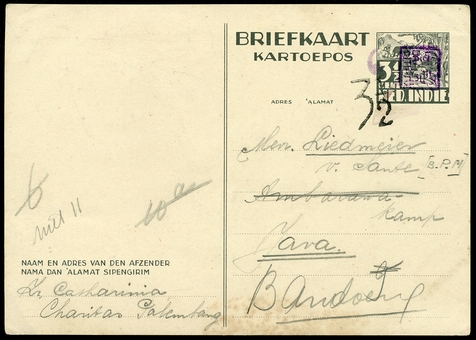 BRIEFKAART
KARTOEPOS
3½
NED INDIE
3½
ADRES 'ALAMAT
Mevr. Liedmeier
v. Sante [B.P.M]
Ambarawa
Kamp
Java.
Bandoeng
NAAM EN ADRES VAN DEN AFZENDER
NAMA DAN 'ALAMAT SIPENGIRIM
Zr. Catharinia
Charitas Palembang